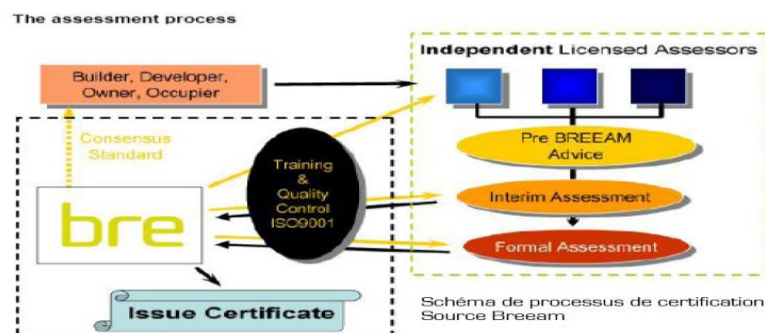 The assessment process
Independent Licensed Assessors
Builder, Developer,
Owner, Occupier
Consensus
Standard
Training
&
Quality
Control
ISO9001
Pre BREEAM
Advice
Interim Assessment
bre
Formal Assessment
Issue Certificate
Schéma de processus de certification
Source Breeam